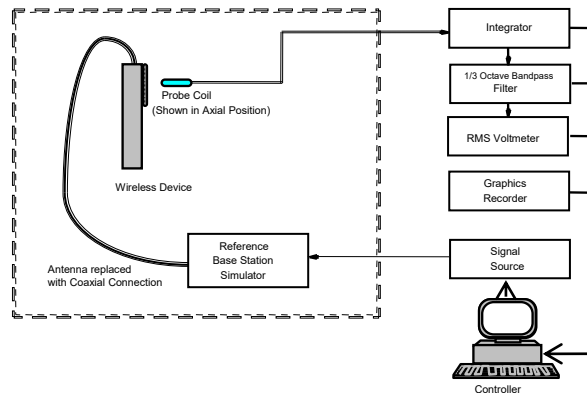 Integrator
1/3 Octave Bandpass
Filter
RMS Voltmeter
Graphics
Recorder
Signal
Source
Controller
Probe Coil
(Shown in Axial Position)
Wireless Device
Reference
Base Station
Simulator
Antenna replaced
with Coaxial Connection